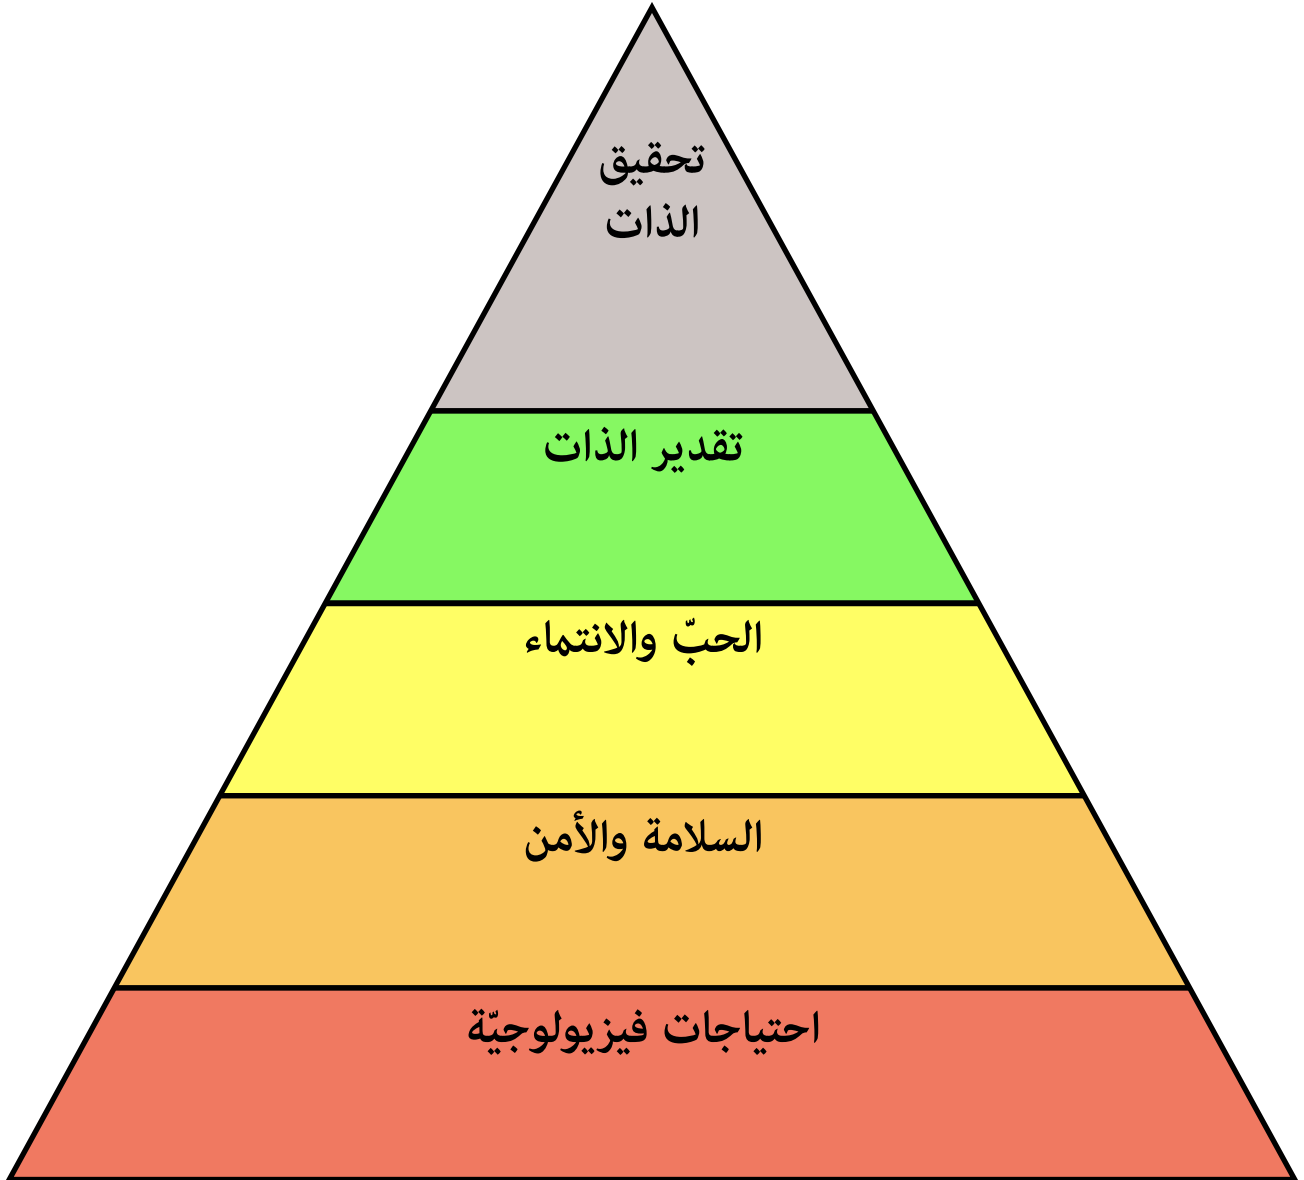 تحقيق
الذات
تقدير الذات
الحبّ والانتماء
السلامة والأمن
احتياجات فيزيولوجيّة